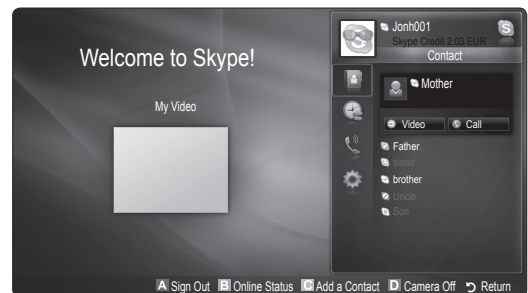 Welcome to Skype!
My Video
Jonh001
Skype Credit 2.03 EUR
Contact
Mother
Video
Call
Father
sister
brother
Uncle
Son
A Sign Out B Online Status C Add a Contact D Camera Off Return